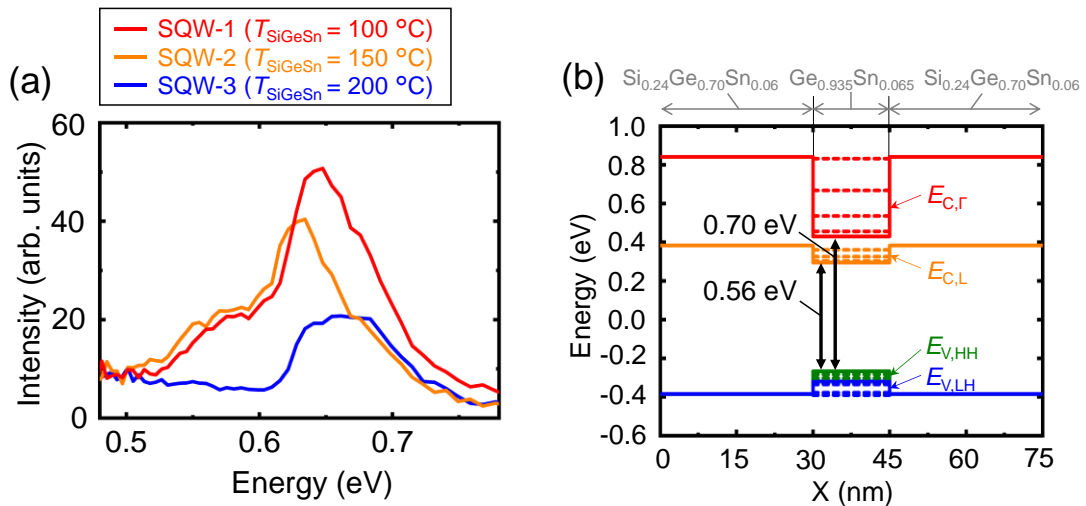 SQW-1 (TSiGeSn = 100 °C)
SQW-2 (TSiGeSn = 150 °C)
SQW-3 (TSiGeSn = 200 °C)
(a)
60
40
20
0
Intensity (arb. units)
0.5 0.6 0.7
Energy (eV)
(b)
Si0.24Ge0.70Sn0.06 Ge0.935Sn0.065 Si0.24Ge0.70Sn0.06
1.0
0.8
0.6
0.4
0.2
0.0
-0.2
-0.4
-0.6
Energy (eV)
EC,Γ
0.70 eV
EC,L
0.56 eV
EV,HH
EV,LH
0 15 30 45 60 75
X (nm)